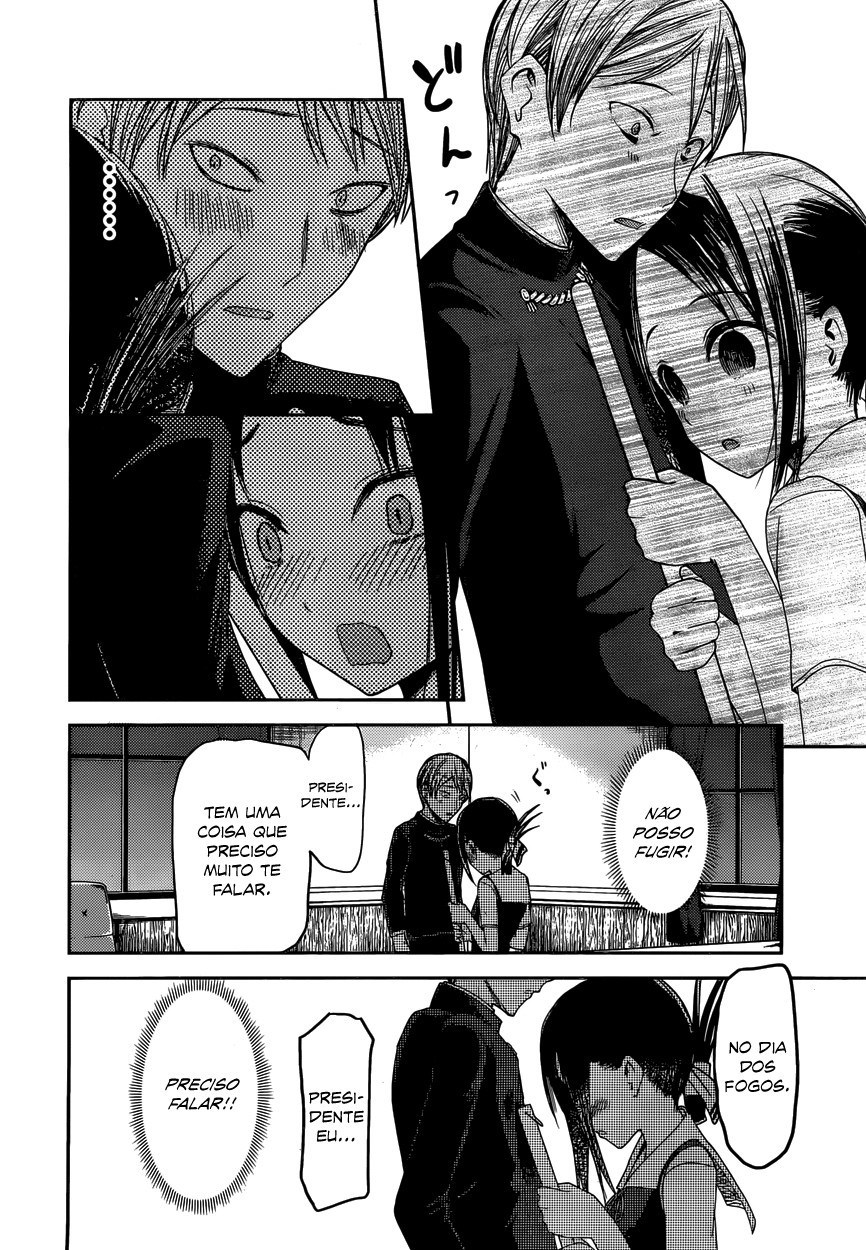 どんっ
NÃO
POSSO
FUGIR!
ぐっ
PRESI-
DENTE...
TEM UMA
COISA QUE
PRECISO
MUITO TE
FALAR.
NO DIA
DOS
FOGOS.
PRESI-
DENTE
EU...
PRECISO
FALAR!!